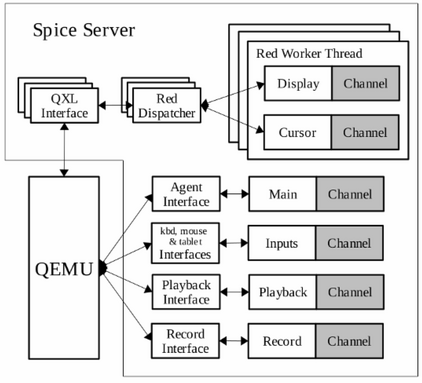 Spice Server
Red Worker Thread
QXL
Interface
Red
Dispatcher
Display
Channel
Cursor
Channel
QEMU
Agent
Interface
Main
Channel
kbd, mouse
& tablet
Interfaces
Inputs
Channel
Playback
Interface
Playback
Channel
Record
Interface
Record
Channel